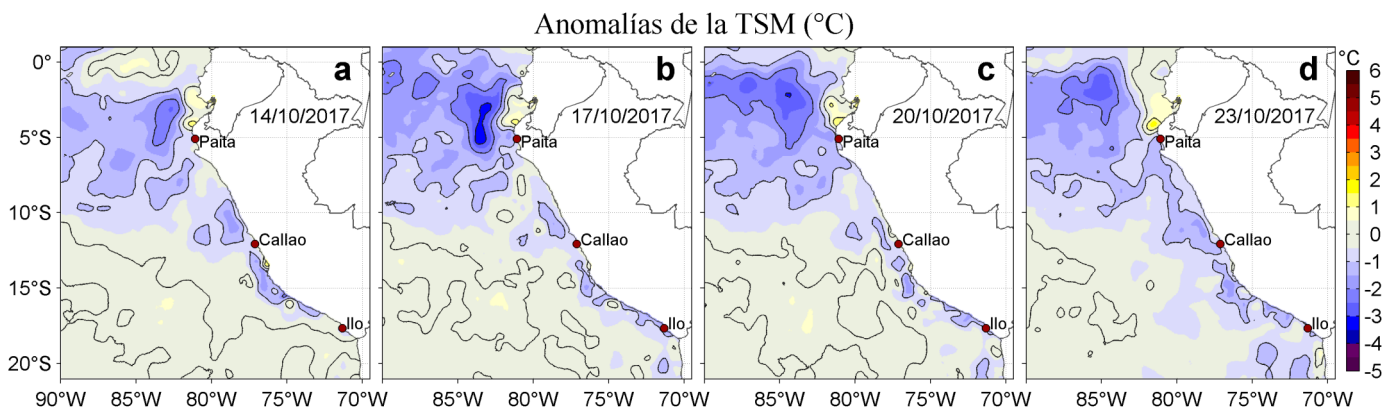 Anomalías de la TSM (°C)
a
b
c
d
14/10/2017
17/10/2017
20/10/2017
23/10/2017
Paita
Callao
Ilo
Paita
Callao
Ilo
Paita
Callao
Ilo
Paita
Callao
Ilo
0°
5°S
10°S
15°S
20°S
90°W 85°W 80°W 75°W 70°W
85°W 80°W 75°W 70°W
85°W 80°W 75°W 70°W
85°W 80°W 75°W 70°W
°C
6
5
4
3
2
1
0
-1
-2
-3
-4
-5